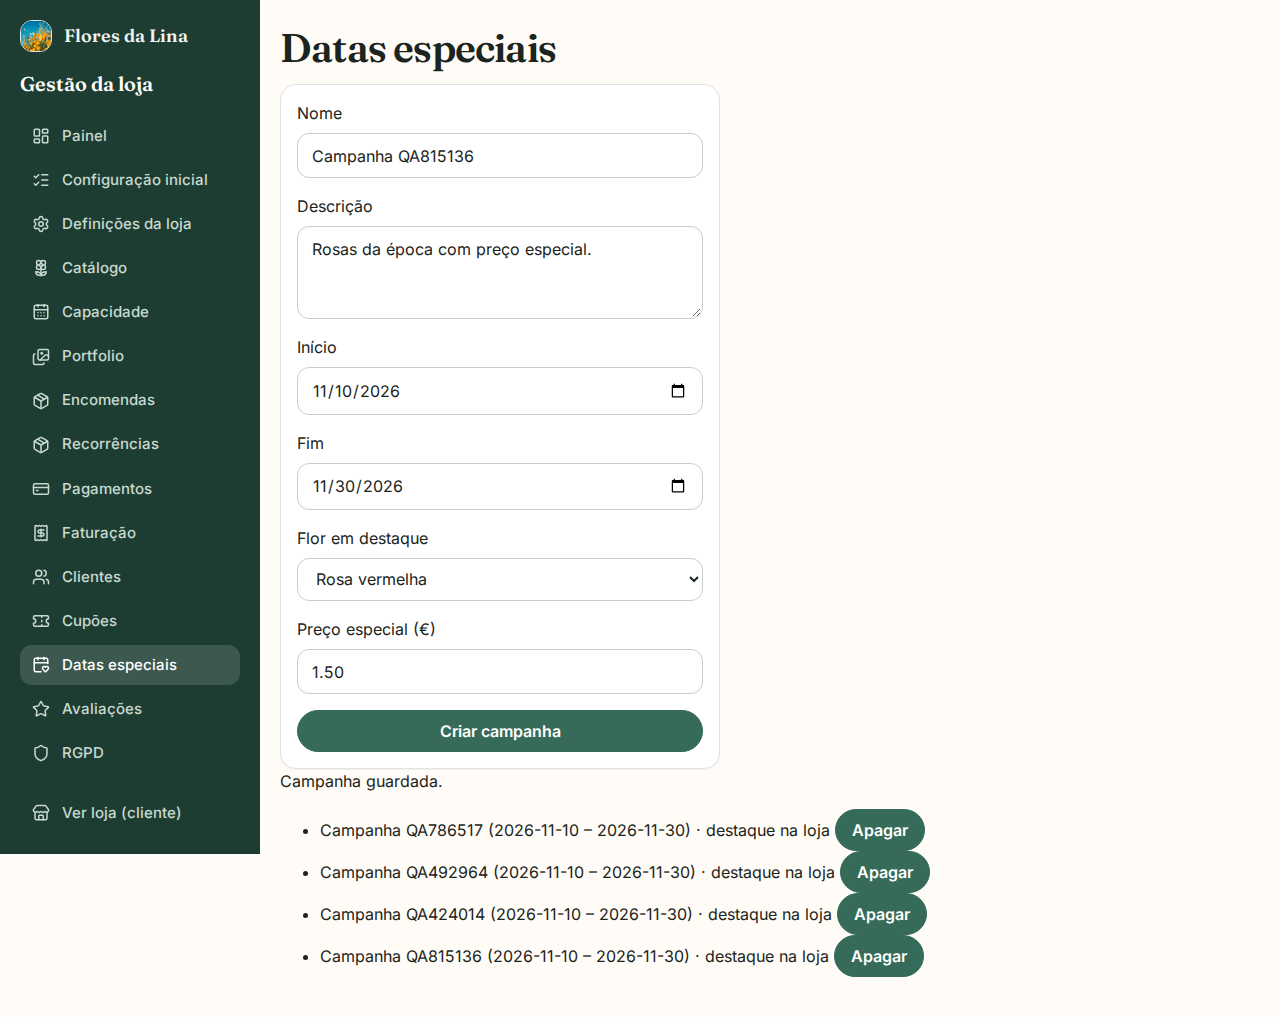 Flores da Lina
Gestão da loja
Painel
Configuração inicial
Definições da loja
Catálogo
Capacidade
Portfolio
Encomendas
Recorrências
Pagamentos
Faturação
Clientes
Cupões
Datas especiais
Avaliações
RGPD
Ver loja (cliente)
Datas especiais
Nome
Campanha QA815136
Descrição
Rosas da época com preço especial.
Início
11/10/2026
Fim
11/30/2026
Flor em destaque
Rosa vermelha
Preço especial (€)
1.50
Criar campanha
Campanha guardada.
Campanha QA786517 (2026-11-10 – 2026-11-30) · destaque na loja Apagar
Campanha QA492964 (2026-11-10 – 2026-11-30) · destaque na loja Apagar
Campanha QA424014 (2026-11-10 – 2026-11-30) · destaque na loja Apagar
Campanha QA815136 (2026-11-10 – 2026-11-30) · destaque na loja Apagar